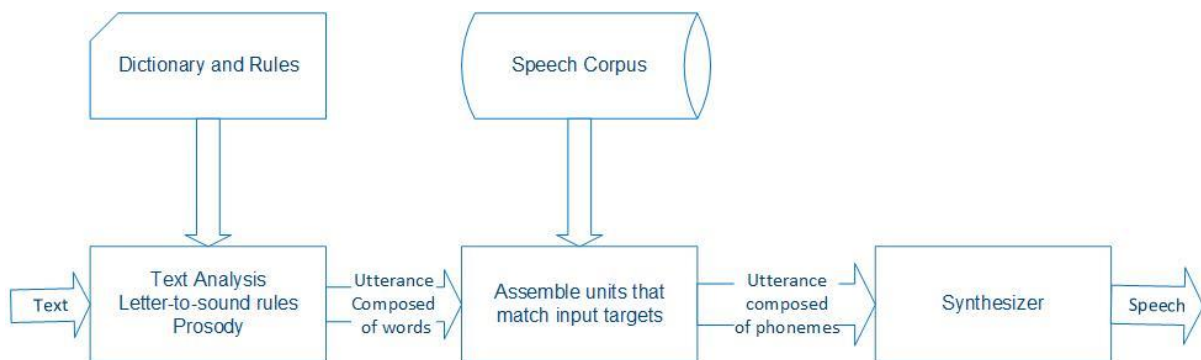 Dictionary and Rules
Speech Corpus
Text
Text Analysis
Letter-to-sound rules
Prosody
Utterance
Composed
of words
Assemble units that
match input targets
Utterance
composed
of phonemes
Synthesizer
Speech